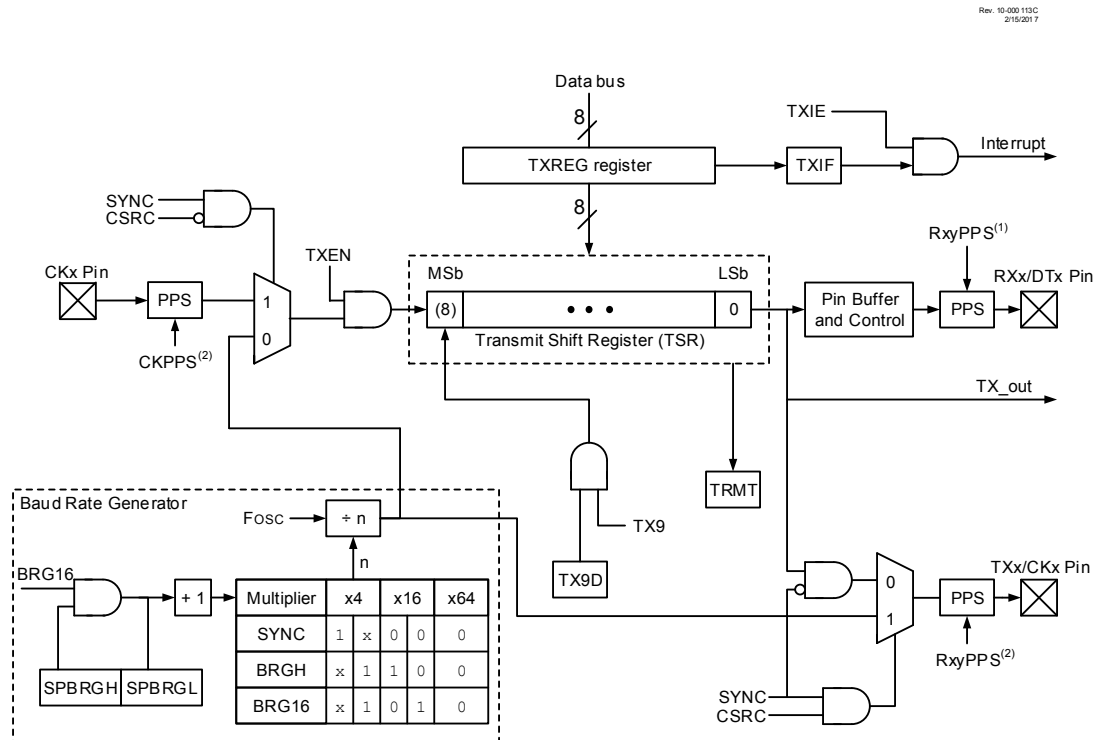 Rev. 10-000 113C
2/15/2017
Data bus
8
TXIE
TXREG register
TXIF
Interrupt
8
SYNC
CSRC
TXEN
RxyPPS(1)
CKx Pin
MSb
LSb
RXx/DTx Pin
PPS
1
0
(8)
• • •
0
Pin Buffer
and Control
PPS
Transmit Shift Register (TSR)
CKPPS(2)
TX_out
TRMT
Baud Rate Generator
FOSC
÷ n
TX9
n
TX9D
BRG16
+ 1
Multiplier x4 x16 x64
SYNC 1 x 0 0 0
BRGH x 1 1 0 0
BRG16 x 1 0 1 0
SPBRGH SPBRGL
TXx/CKx Pin
0
1
PPS
RxyPPS(2)
SYNC
CSRC